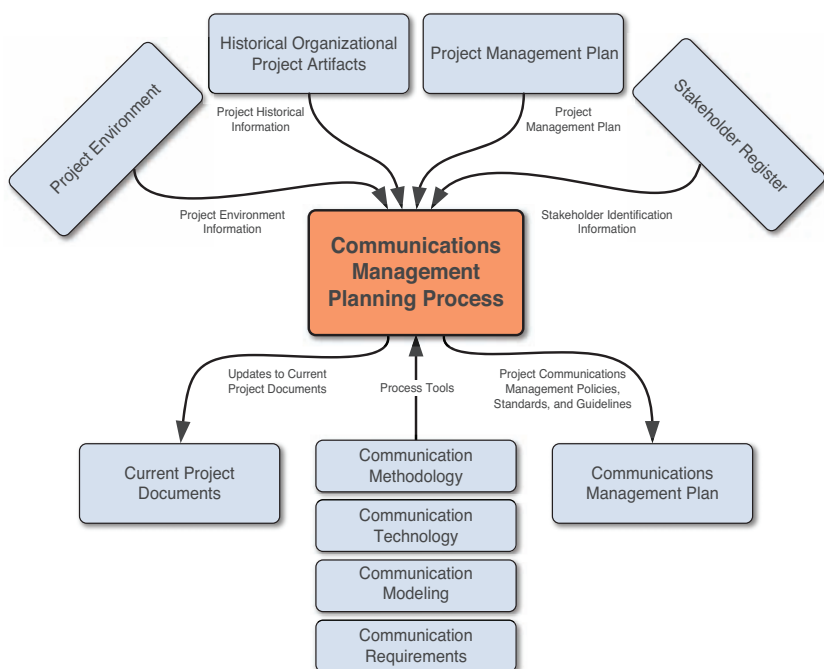 Historical Organizational
Project Artifacts
Project Management Plan
Project Environment
Stakeholder Register
Project Historical
Information
Project
Management Plan
Project Environment
Information
Stakeholder Identification
Information
Communications
Management
Planning Process
Updates to Current
Project Documents
Process Tools
Project Communications
Management Policies,
Standards, and Guidelines
Current Project
Documents
Communication
Methodology
Communications
Management Plan
Communication
Technology
Communication
Modeling
Communication
Requirements